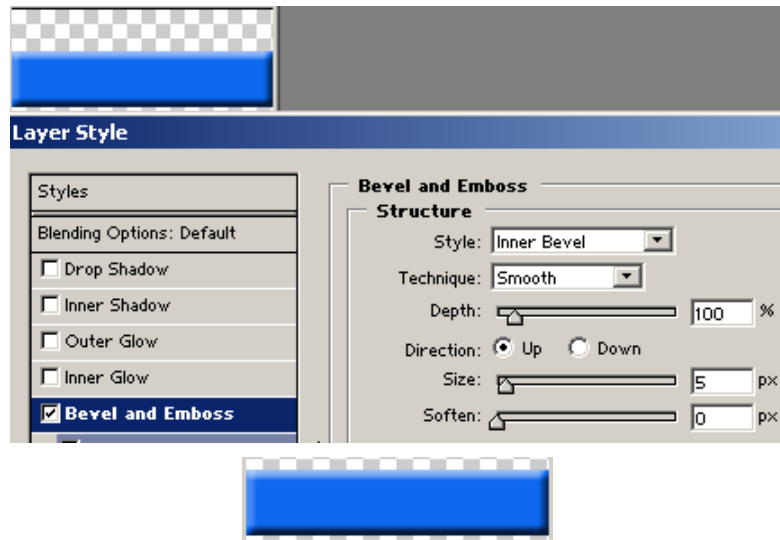 Layer Style
Styles
Blending Options: Default
Drop Shadow
Inner Shadow
Outer Glow
Inner Glow
Bevel and Emboss
Bevel and Emboss
Structure
Style: Inner Bevel
Technique: Smooth
Depth: 100 %
Direction: Up Down
Size: 5 px
Soften: 0 px